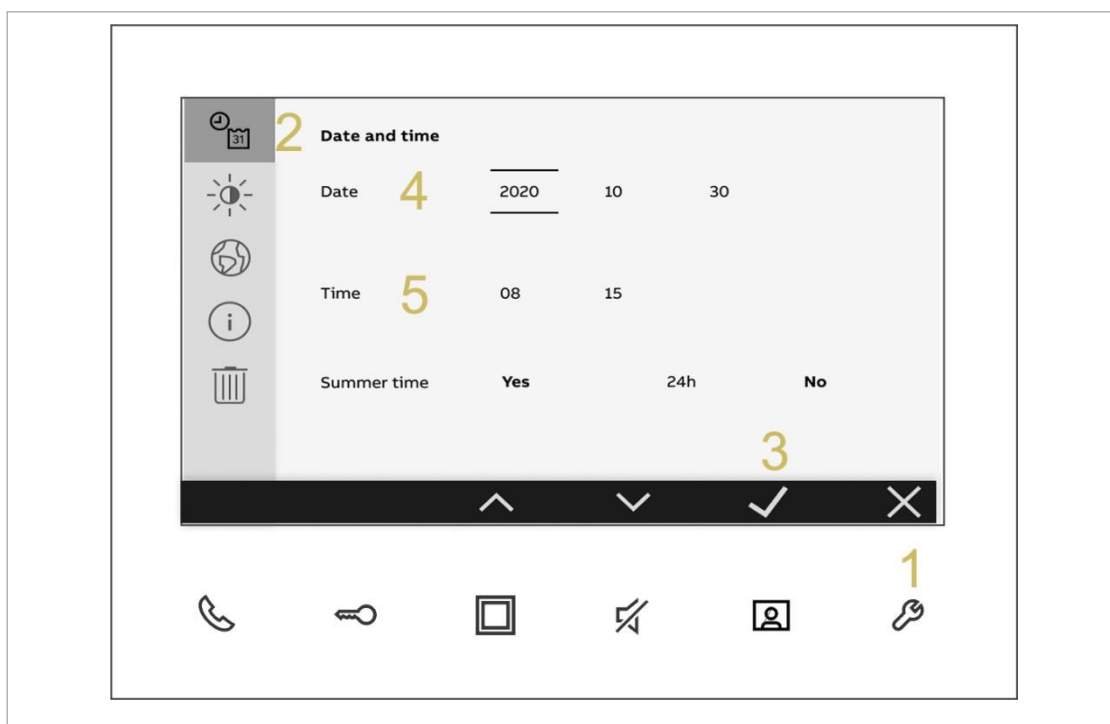 31
2 Date and time
Date 4 2020 10 30
Time 5 08 15
i
Summer time Yes 24h No
3
1